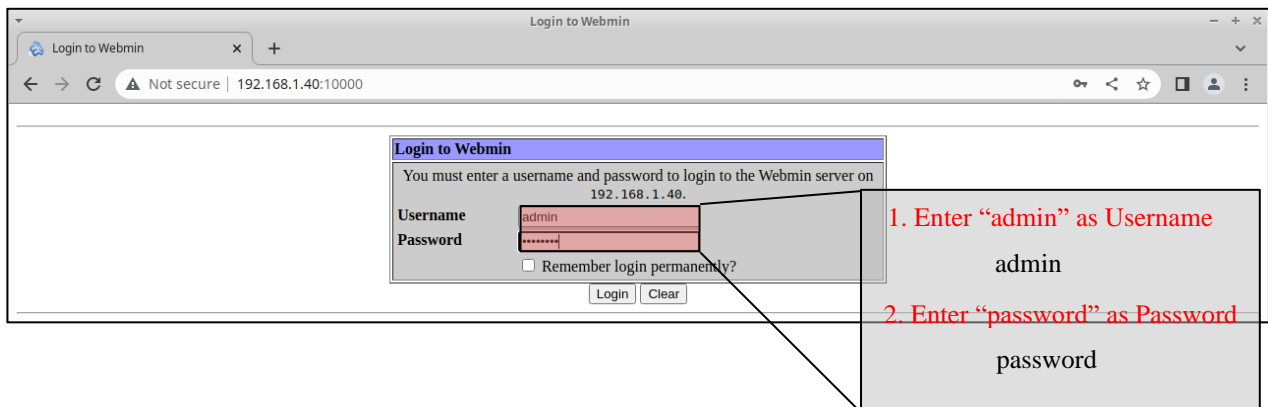 Login to Webmin
Login to Webmin
Not secure | 192.168.1.40:10000
Login to Webmin
You must enter a username and password to login to the Webmin server on
192.168.1.40.
Username admin
Password ••••••••
Remember login permanently?
Login Clear
1. Enter “admin” as Username
admin
2. Enter “password” as Password
password